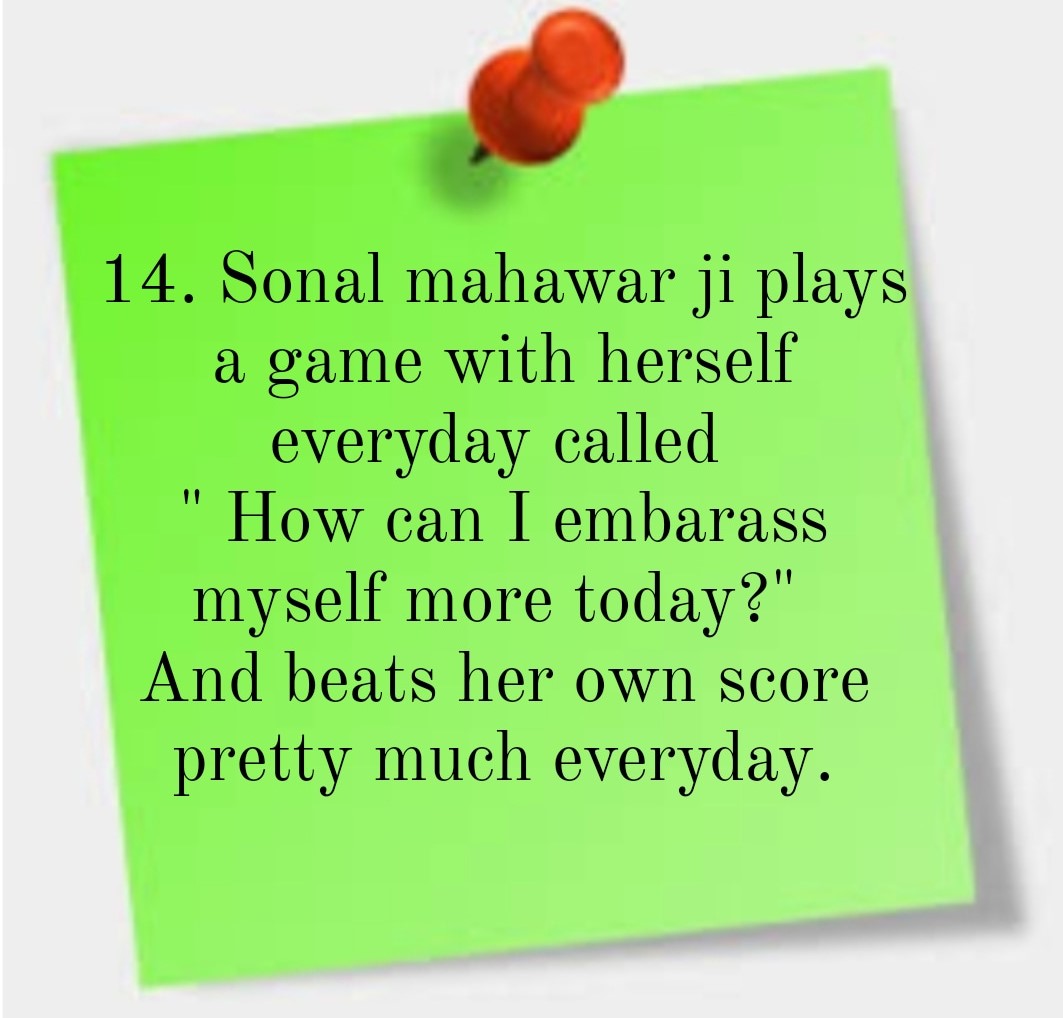 14. Sonal mahawar ji plays
a game with herself
everyday called
" How can I embarass
myself more today?"
And beats her own score
pretty much everyday.